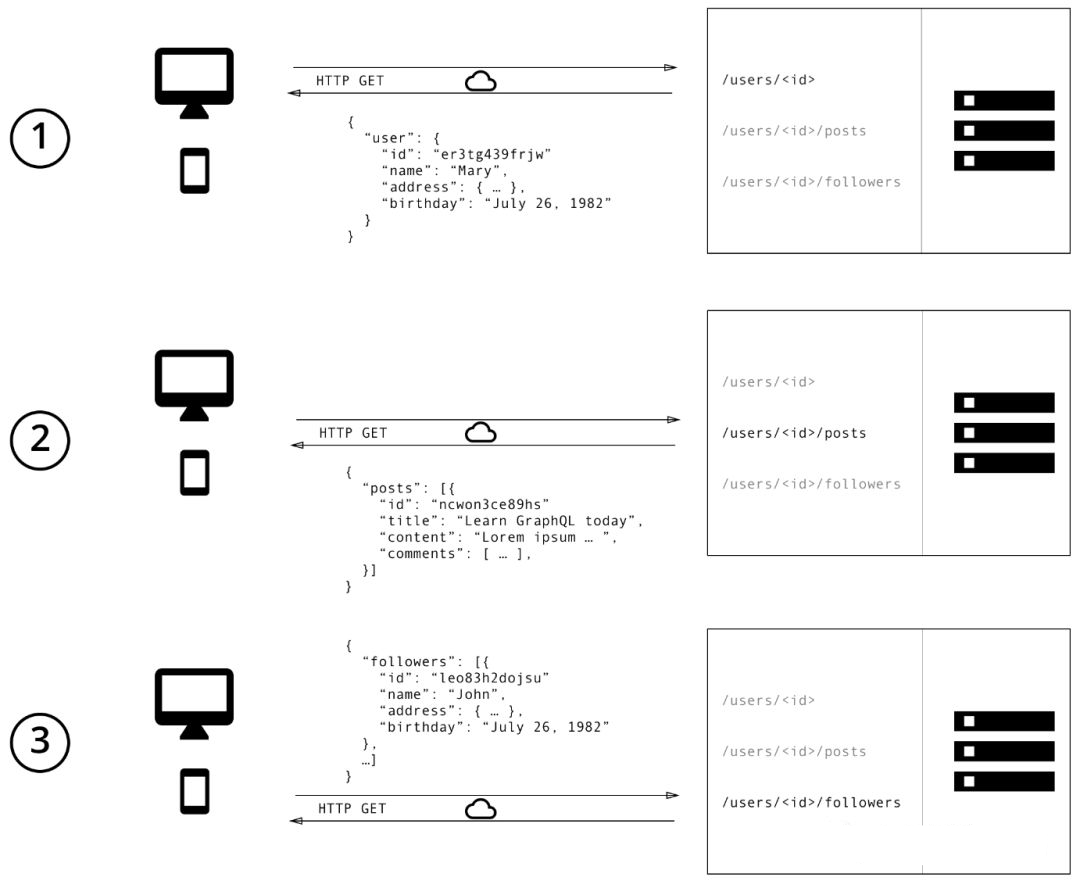 1
HTTP GET
{
  “user”: {
    “id”: “er3tg439frjw”
    “name”: “Mary”,
    “address”: { … },
    “birthday”: “July 26, 1982”
  }
}
/users/<id>
/users/<id>/posts
/users/<id>/followers
2
HTTP GET
{
  “posts”: [{
    “id”: “ncwon3ce89hs”
    “title”: “Learn GraphQL today”,
    “content”: “Lorem ipsum … ”,
    “comments”: [ … ],
  }]
}
/users/<id>
/users/<id>/posts
/users/<id>/followers
3
{
  “followers”: [{
    “id”: “leo83h2dojsu”
    “name”: “John”,
    “address”: { … },
    “birthday”: “July 26, 1982”
  },
  …]
}
HTTP GET
/users/<id>
/users/<id>/posts
/users/<id>/followers